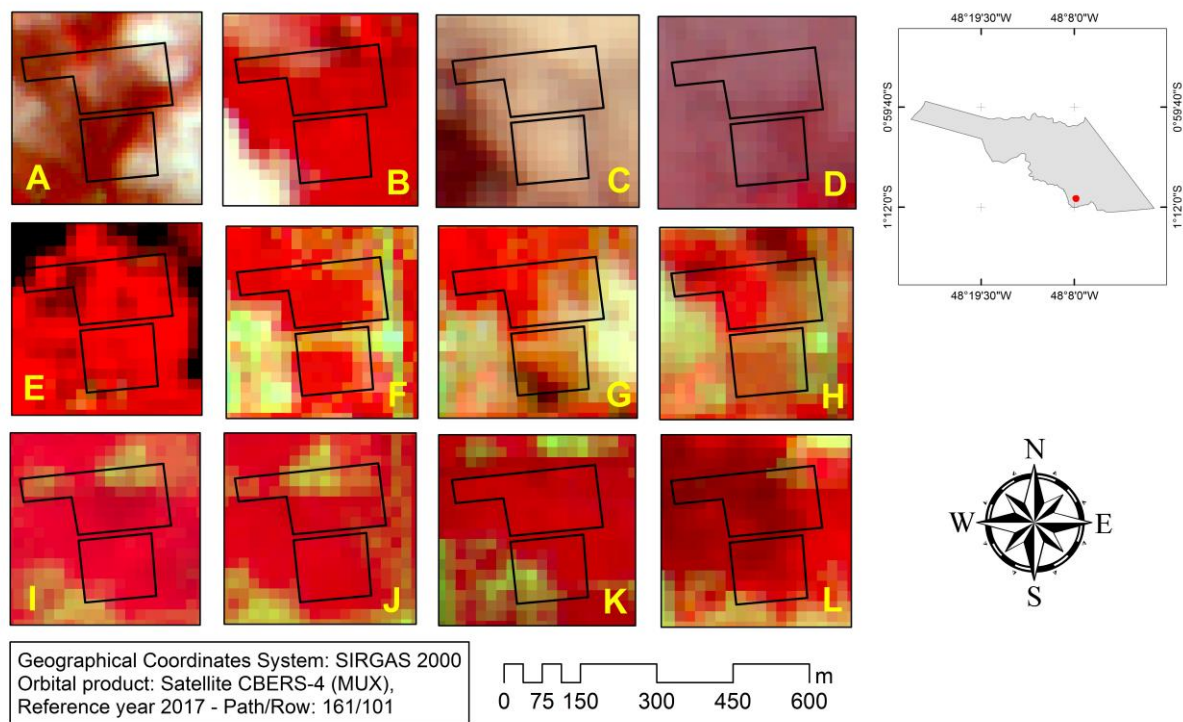 A
B
C
D
48°19'30"W 48°8'0"W
0°59'40"S 0°59'40"S
1°12'0"S 1°12'0"S
48°19'30"W 48°8'0"W
E
F
G
H
I
J
K
L
N
W E
S
Geographical Coordinates System: SIRGAS 2000
Orbital product: Satellite CBERS-4 (MUX),
Reference year 2017 - Path/Row: 161/101
m
0 75 150 300 450 600